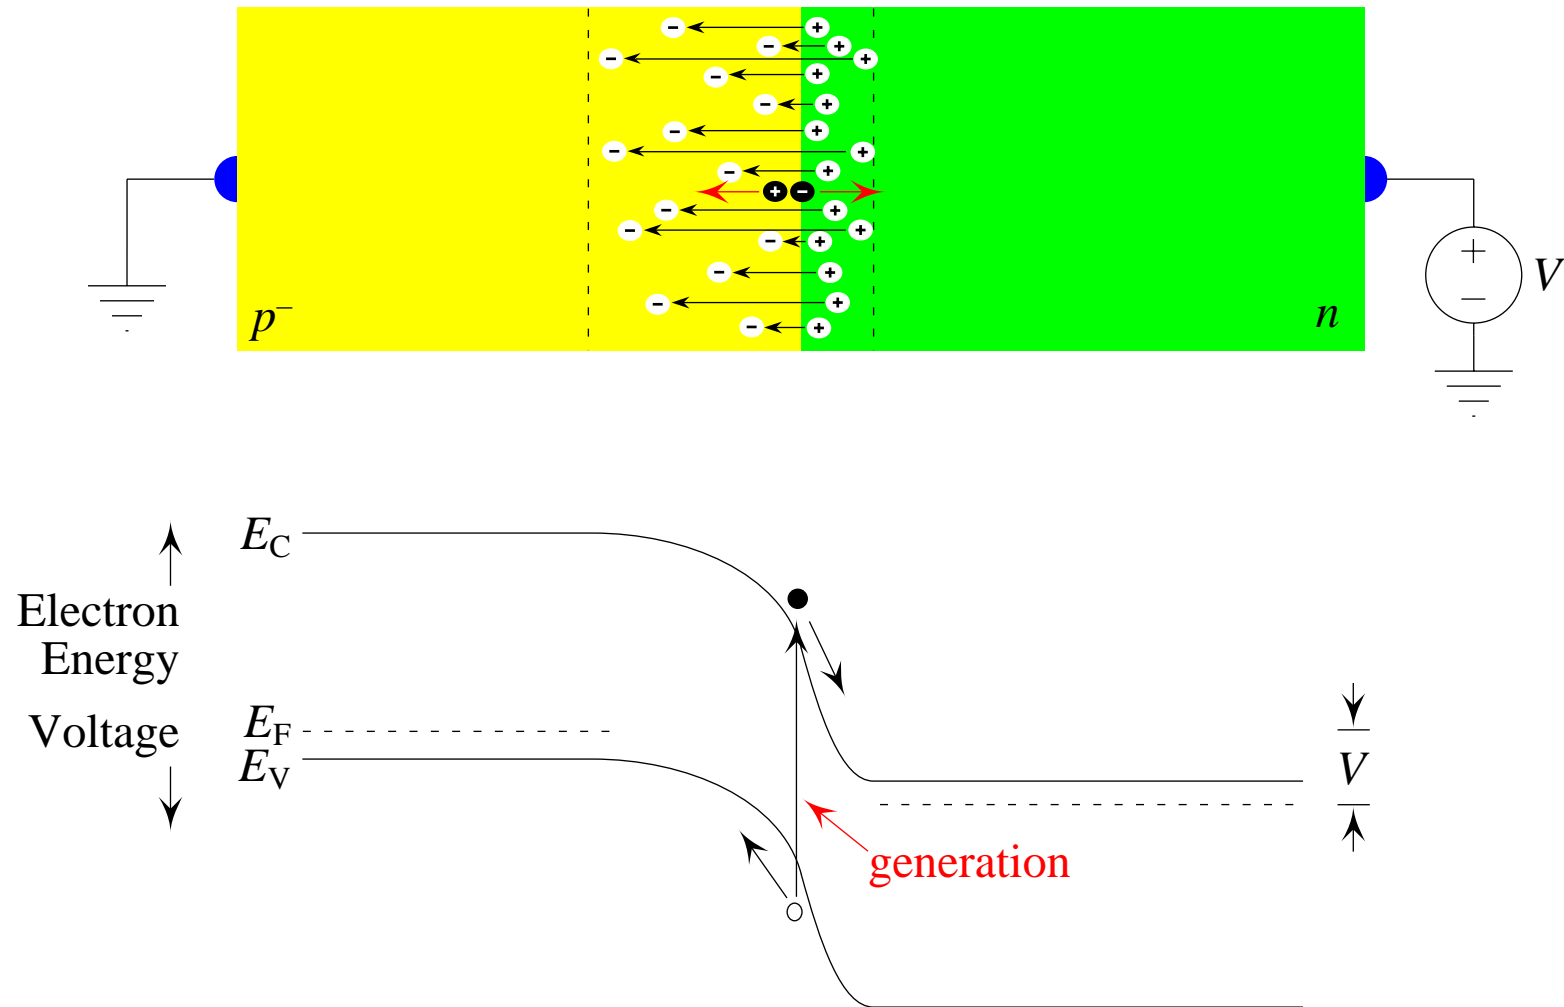 p⁻
n
V
E_C
Electron
Energy
Voltage
E_F
E_V
V
generation